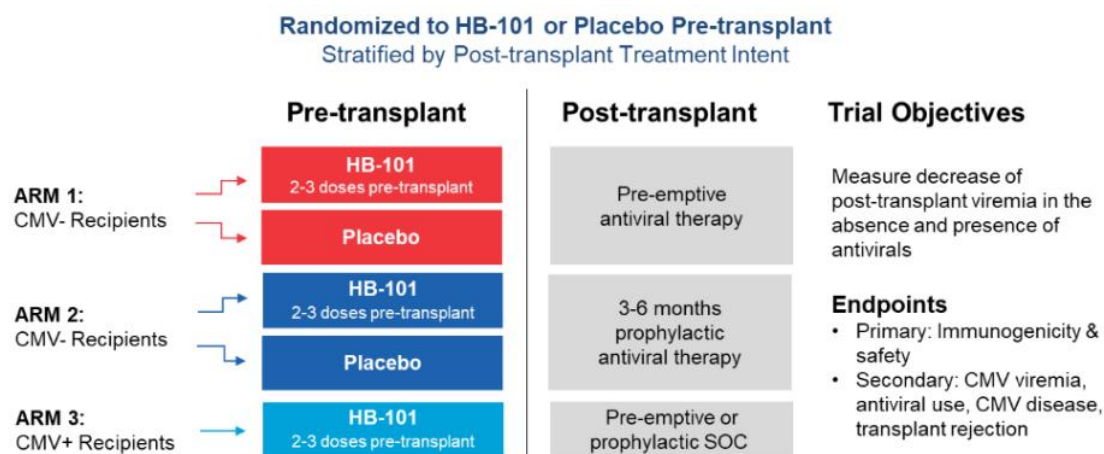 Randomized to HB-101 or Placebo Pre-transplant
Stratified by Post-transplant Treatment Intent
Pre-transplant
Post-transplant
Trial Objectives
ARM 1:
CMV- Recipients
HB-101
2-3 doses pre-transplant
Placebo
Pre-emptive
antiviral therapy
Measure decrease of
post-transplant viremia in the
absence and presence of
antivirals
ARM 2:
CMV- Recipients
HB-101
2-3 doses pre-transplant
Placebo
3-6 months
prophylactic
antiviral therapy
Endpoints
• Primary: Immunogenicity &
safety
• Secondary: CMV viremia,
antiviral use, CMV disease,
transplant rejection
ARM 3:
CMV+ Recipients
HB-101
2-3 doses pre-transplant
Pre-emptive or
prophylactic SOC